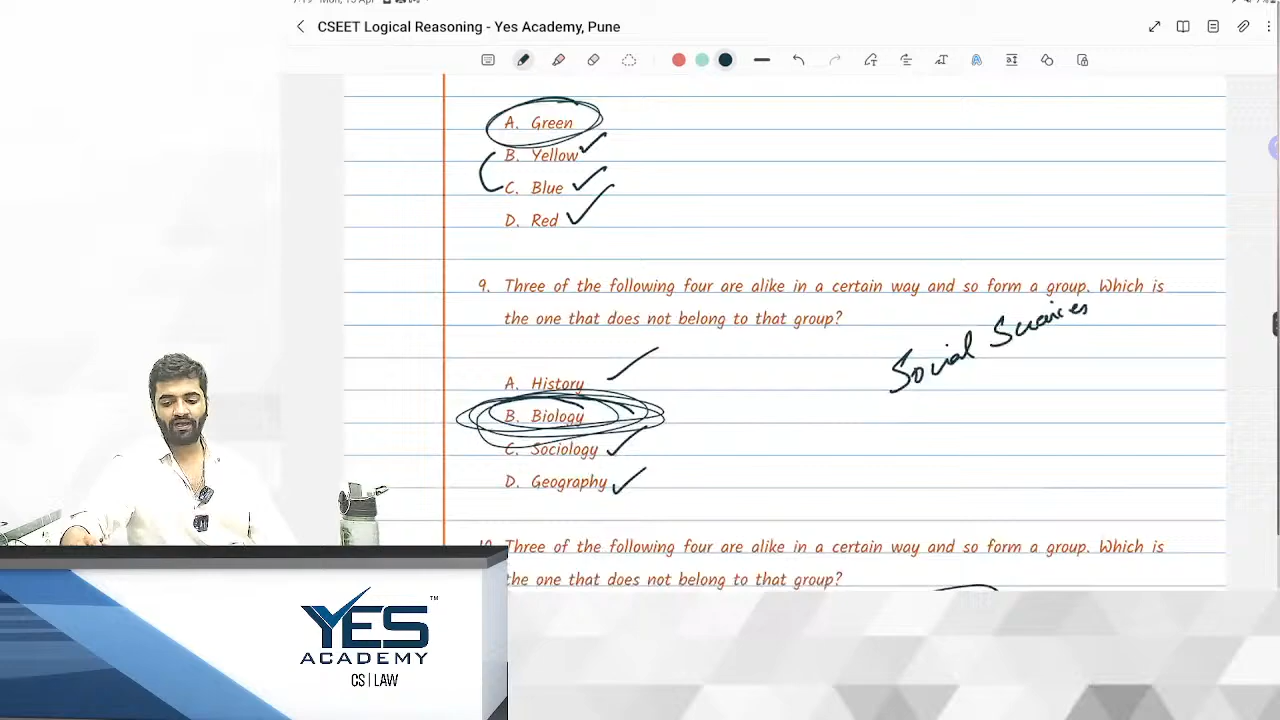 CSEET Logical Reasoning - Yes Academy, Pune
A. Green
B. Yellow
C. Blue
D. Red
9. Three of the following four are alike in a certain way and so form a group. Which is
the one that does not belong to that group?
Social
A. History
B. Biology
C. Sociology
D. Geography
Three of the following four are alike in a certain way and so form a group. Which is
the one that does not belong to that group?
YES™
ACADEMY
CS | LAW